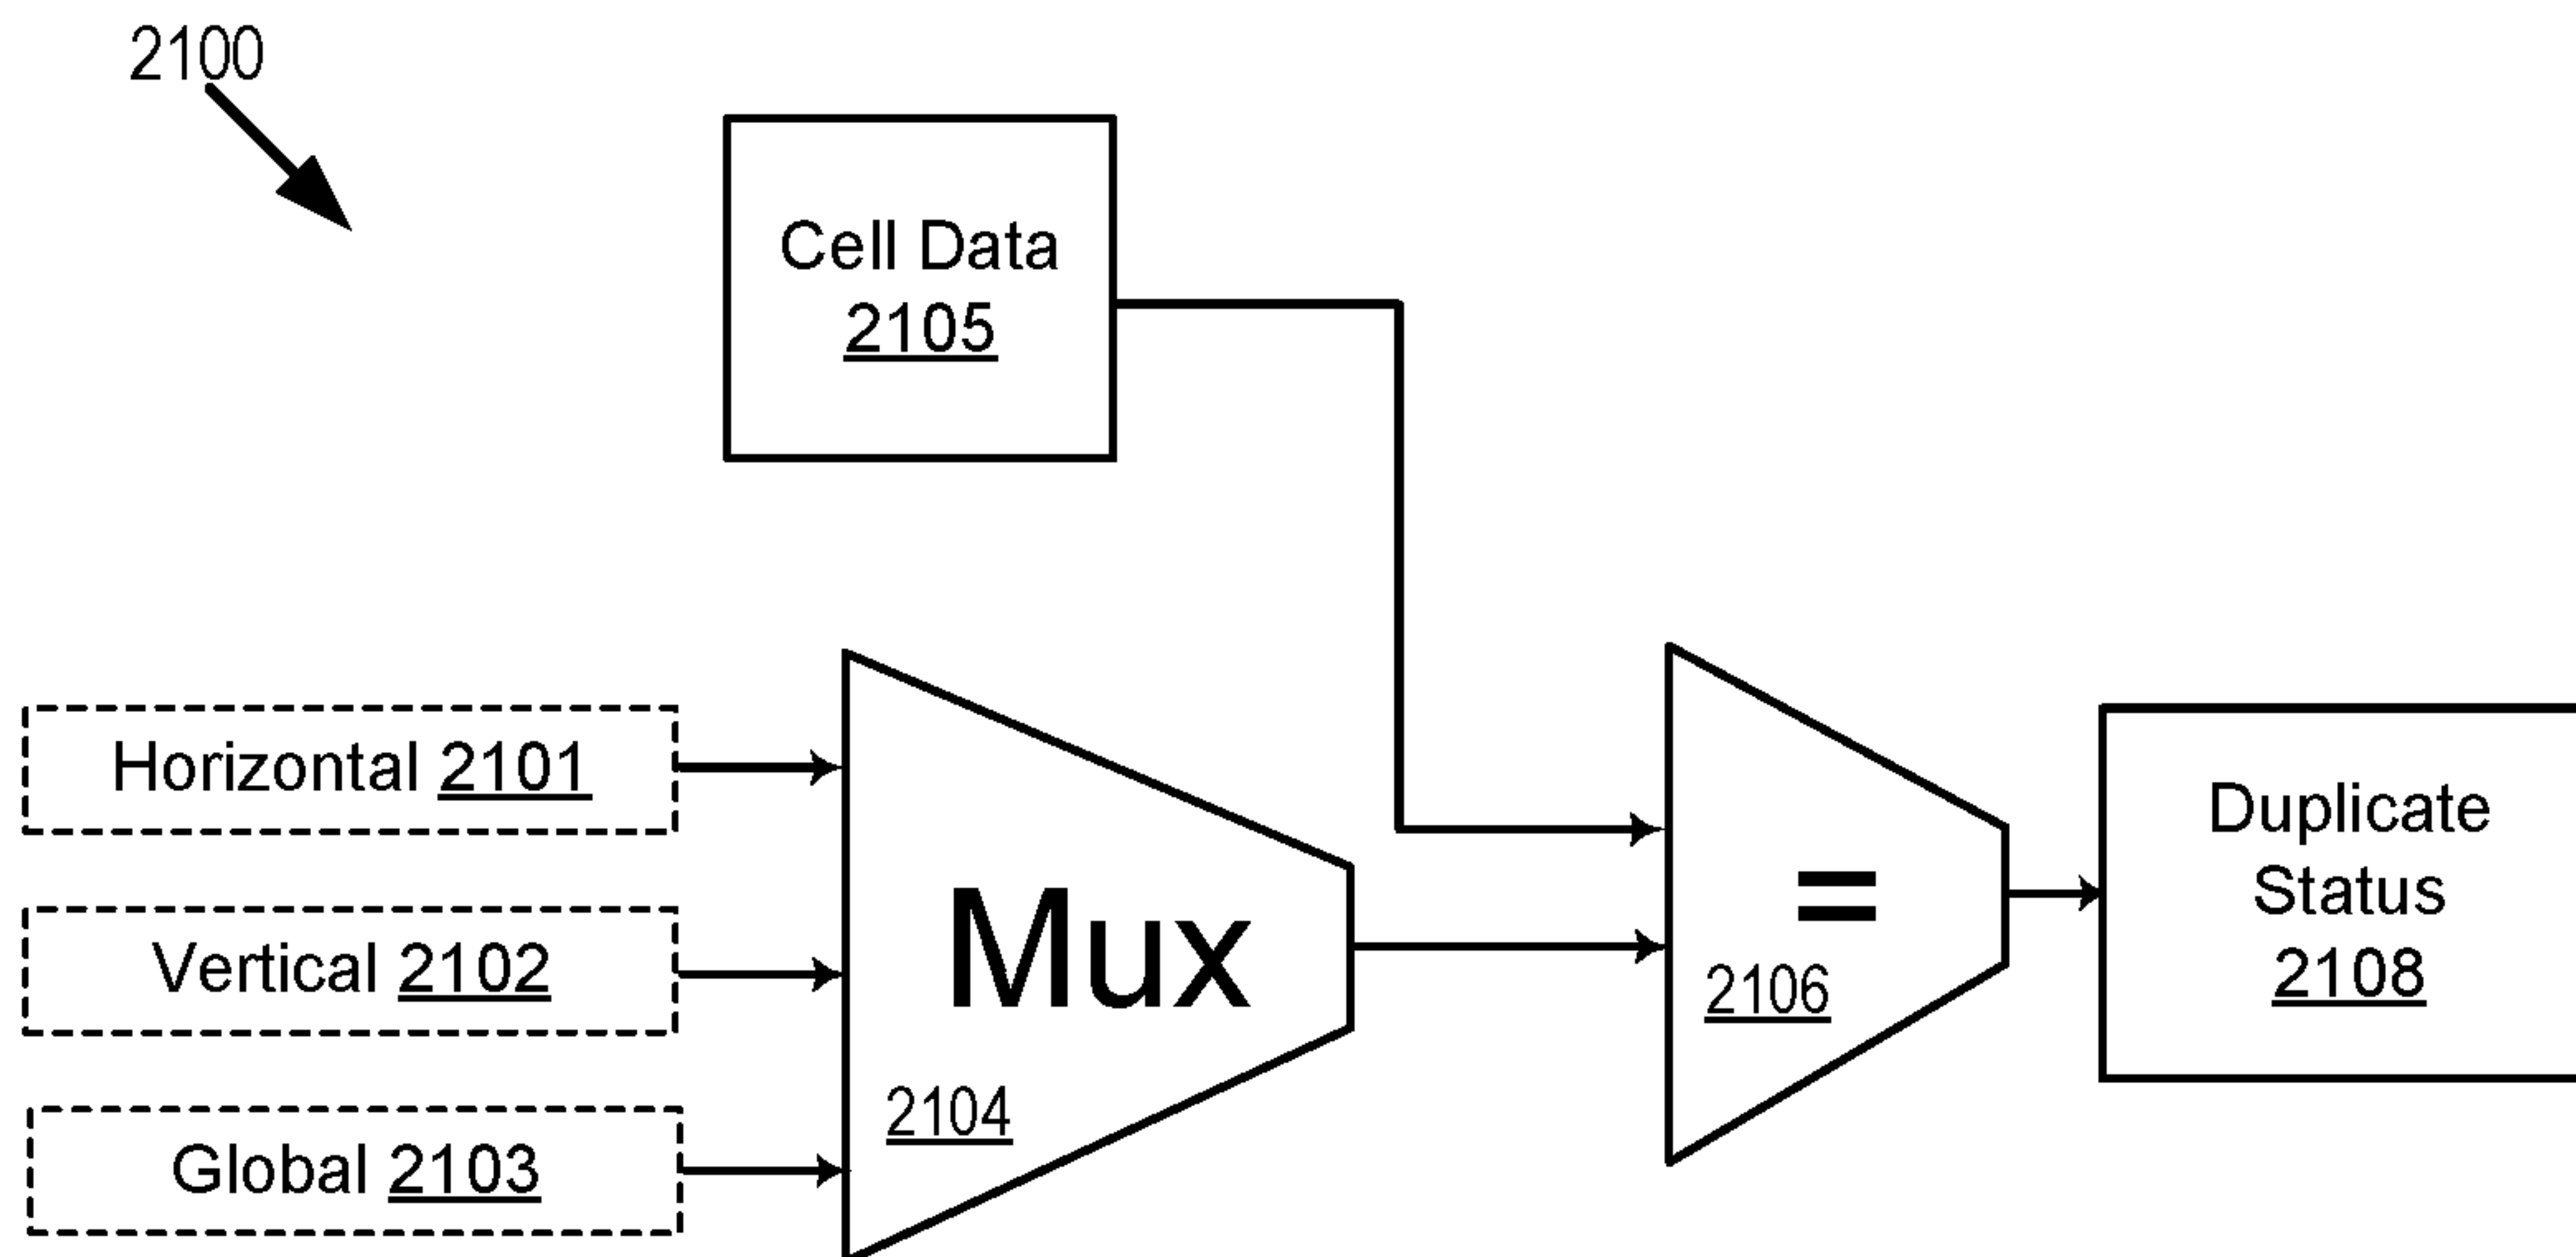 2100
Cell Data
2105
Horizontal 2101
Vertical 2102
Global 2103
Mux
2104
=
2106
Duplicate
Status
2108